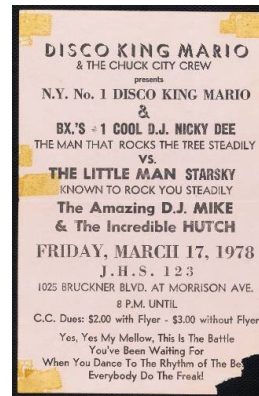 DISCO KING MARIO
& THE CHUCK CITY CREW
presents
N.Y. No. 1 DISCO KING MARIO
&
BX.'S #1 COOL D.J. NICKY DEE
THE MAN THAT ROCKS THE TREE STEADILY
VS.
THE LITTLE MAN STARSKY
KNOWN TO ROCK YOU STEADILY
The Amazing D.J. MIKE
& The Incredible HUTCH
FRIDAY, MARCH 17, 1978
J.H.S. 123
1025 BRUCKNER BLVD. AT MORRISON AVE.
8 P.M. UNTIL
C.C. Dues: $2.00 with Flyer - $3.00 without Flyer
Yes, Yes My Mellow, This Is The Battle
You've Been Waiting For
When You Dance To The Rhythm of The
Everybody Do The Freak!